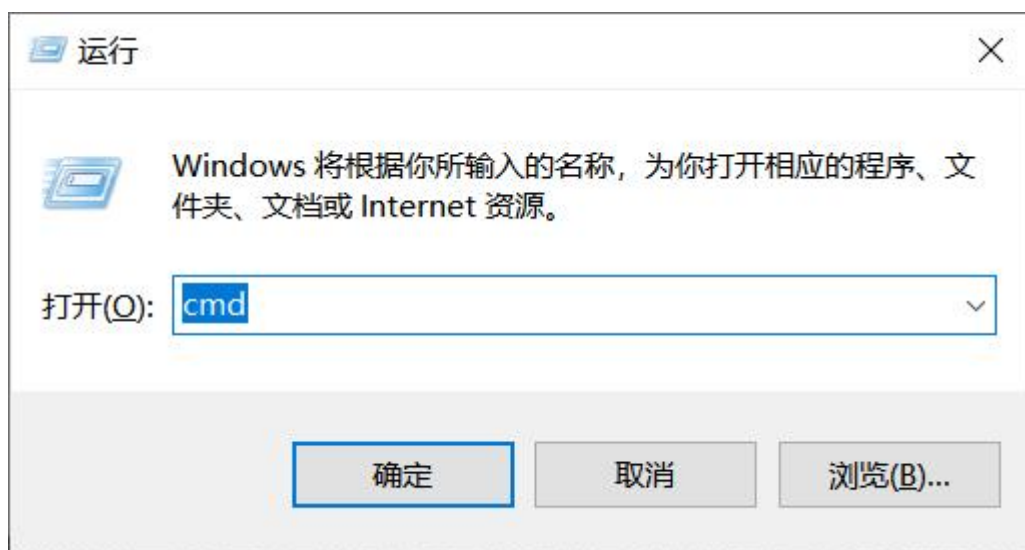 运行
Windows 将根据你所输入的名称，为你打开相应的程序、文
件夹、文档或 Internet 资源。
打开(O): cmd
确定 取消 浏览(B)...